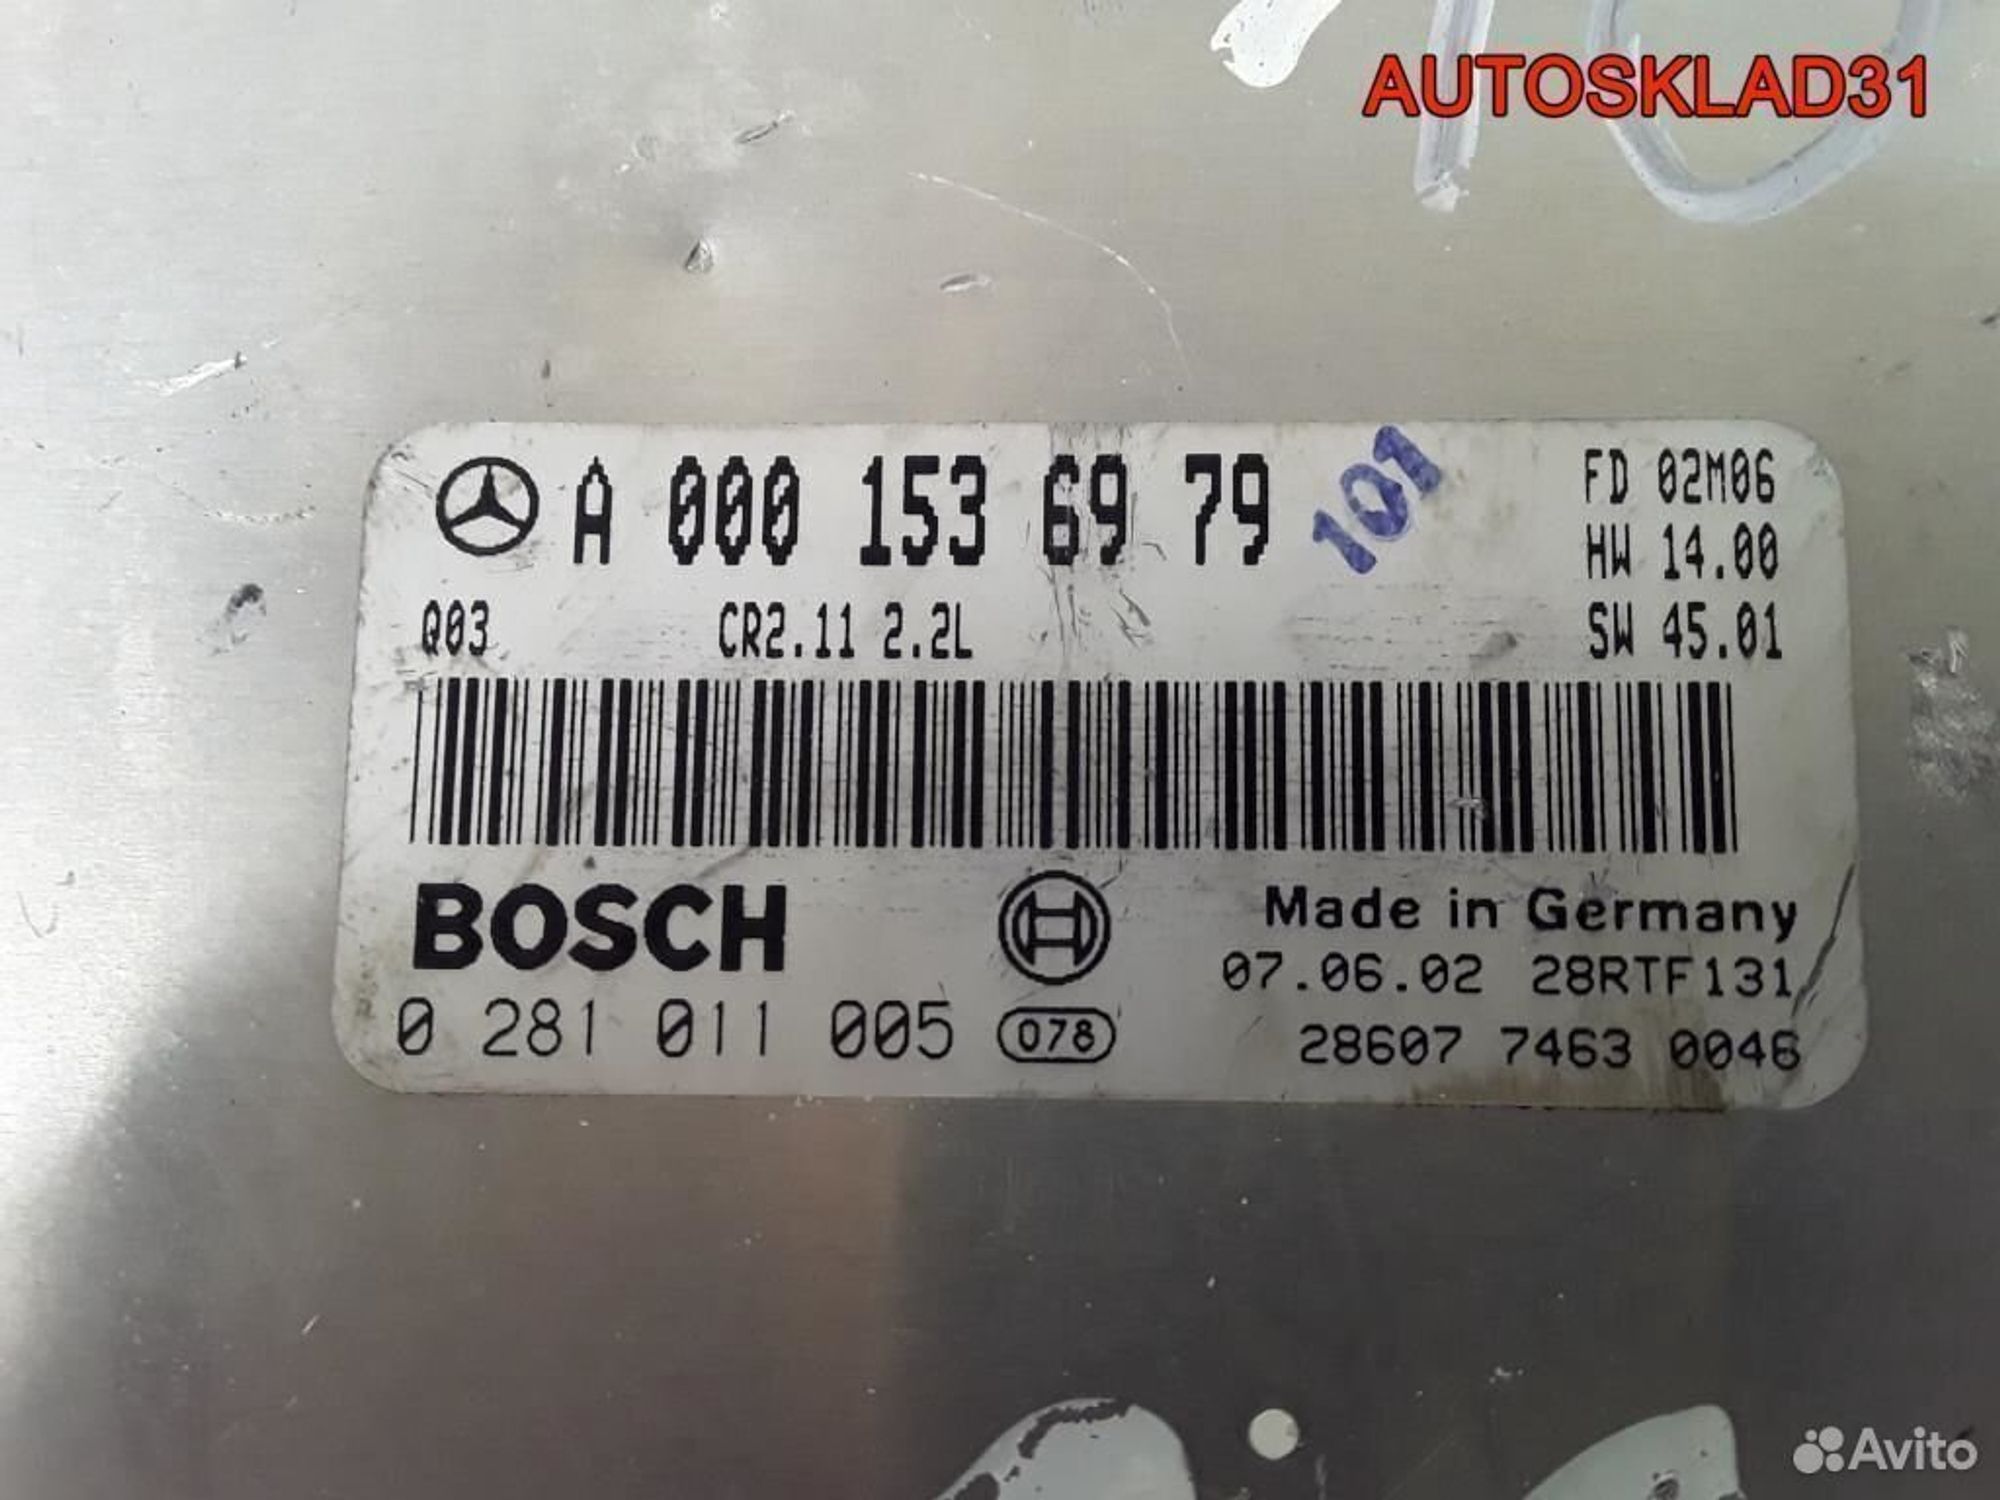 AUTOSKLAD31
A 000 153 69 79 101
FD 02M06
HW 14.00
Q03 CR2.11 2.2L SW 45.01
BOSCH
Made in Germany
07.06.02 28RTF131
0 281 011 005 078
28607 7463 0046
Avito